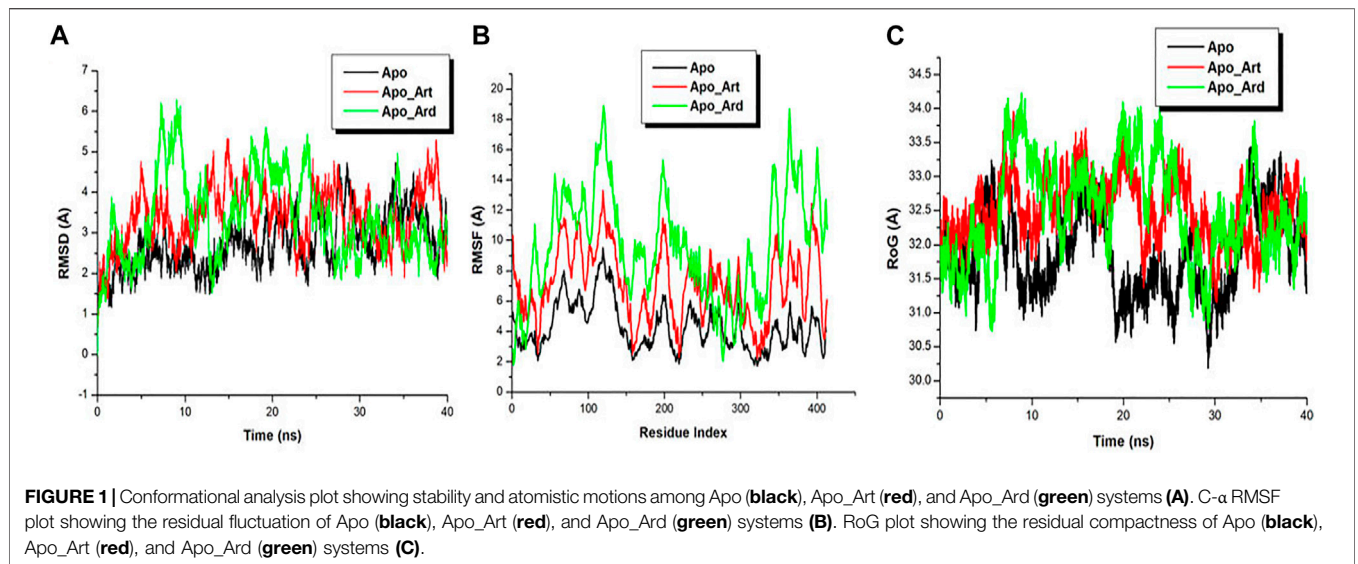 A
Apo
Apo_Art
Apo_Ard
7
6
5
4
3
2
1
0
-1
RMSD (A)
0
10
20
30
40
Time (ns)
B
Apo
Apo_Art
Apo_Ard
20
18
16
14
12
10
8
6
4
2
0
RMSF (A)
0
100
200
300
400
Residue Index
C
Apo
Apo_Art
Apo_Ard
34.5
34.0
33.5
33.0
32.5
32.0
31.5
31.0
30.5
30.0
RoG (A)
0
10
20
30
40
Time (ns)
FIGURE 1 | Conformational analysis plot showing stability and atomistic motions among Apo (black), Apo_Art (red), and Apo_Ard (green) systems (A). C-α RMSF
plot showing the residual fluctuation of Apo (black), Apo_Art (red), and Apo_Ard (green) systems (B). RoG plot showing the residual compactness of Apo (black),
Apo_Art (red), and Apo_Ard (green) systems (C).